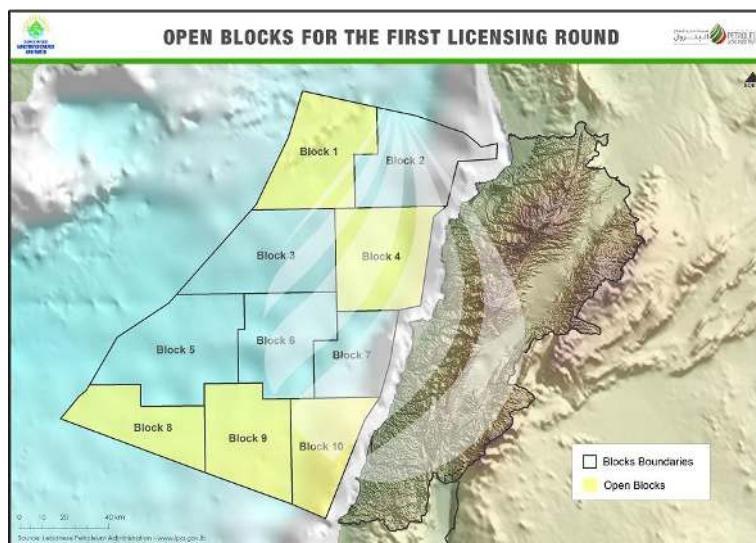 OPEN BLOCKS FOR THE FIRST LICENSING ROUND
Block 1
Block 2
Block 3
Block 4
Block 5
Block 6
Block 7
Block 8
Block 9
Block 10
Blocks Boundaries
Open Blocks
0 10 20 40 km
Source: Lebanese Petroleum Administration - www.lpa.gov.lb